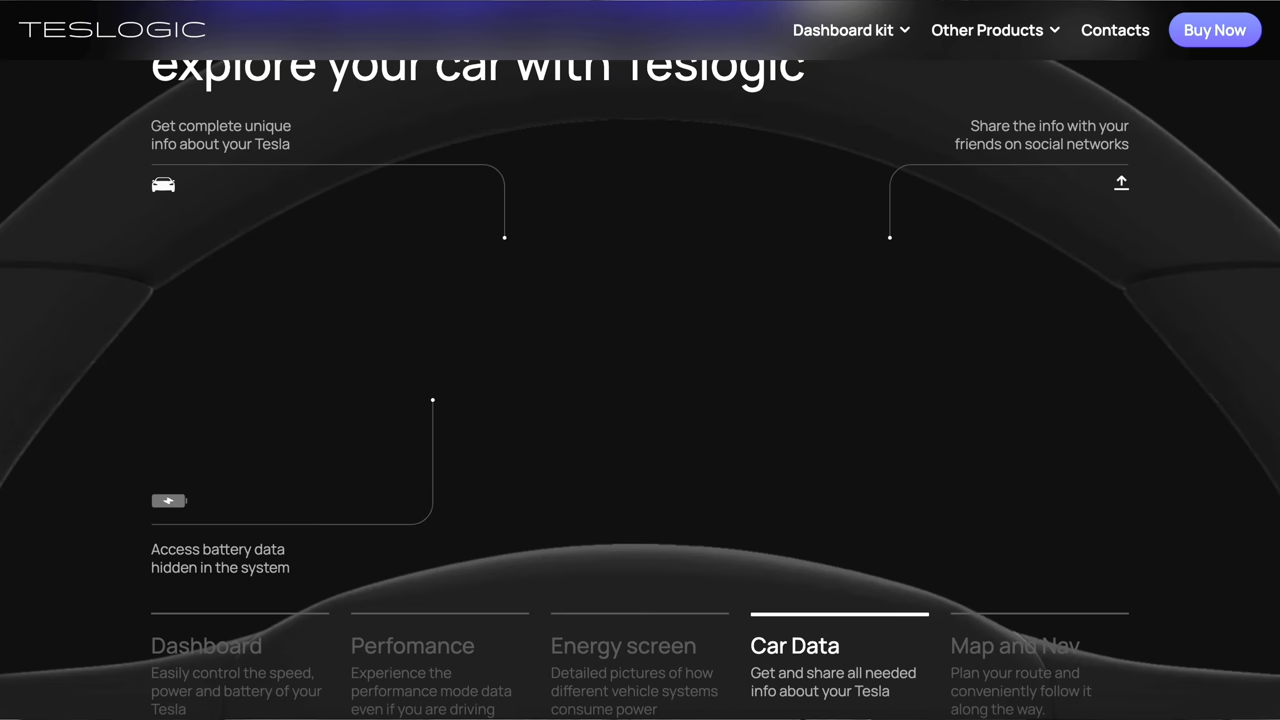 TESLOGIC
Dashboard kit
Other Products
Contacts
Buy Now
explore your car with Teslogic
Get complete unique
info about your Tesla
Share the info with your
friends on social networks
Access battery data
hidden in the system
Dashboard
Easily control the speed,
power and battery of your
Tesla
Perfomance
Experience the
performance mode data
even if you are driving
Energy screen
Detailed pictures of how
different vehicle systems
consume power
Car Data
Get and share all needed
info about your Tesla
Map and Nav
Plan your route and
conveniently follow it
along the way.